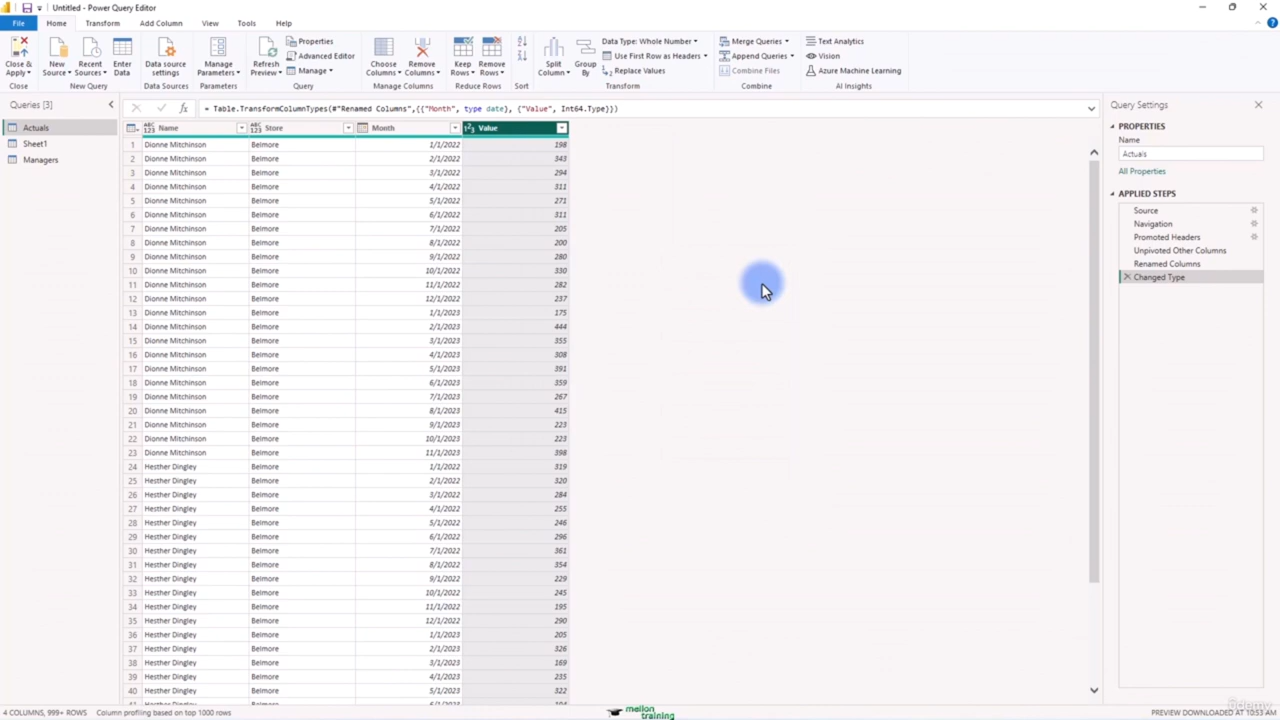 Untitled - Power Query Editor
File Home Transform Add Column View Tools Help
Close & Apply New Source Recent Sources Enter Data Data source settings Manage Parameters Refresh Preview Properties Advanced Editor Manage Choose Columns Remove Columns Keep Rows Remove Rows Split Column Group By Data Type: Whole Number Use First Row as Headers Replace Values Merge Queries Append Queries Combine Files Text Analytics Vision Azure Machine Learning
Close New Query Data Sources Parameters Query Manage Columns Reduce Rows Sort Transform Combine AI Insights
Queries [3]
Actuals
Sheet1
Managers
= Table.TransformColumnTypes(#"Renamed Columns",{{"Month", type date}, {"Value", Int64.Type}})
ABC 123 Name ABC 123 Store Month 123 Value
1 Dionne Mitchinson Belmore 1/1/2022 198
2 Dionne Mitchinson Belmore 2/1/2022 343
3 Dionne Mitchinson Belmore 3/1/2022 294
4 Dionne Mitchinson Belmore 4/1/2022 311
5 Dionne Mitchinson Belmore 5/1/2022 271
6 Dionne Mitchinson Belmore 6/1/2022 311
7 Dionne Mitchinson Belmore 7/1/2022 205
8 Dionne Mitchinson Belmore 8/1/2022 200
9 Dionne Mitchinson Belmore 9/1/2022 280
10 Dionne Mitchinson Belmore 10/1/2022 330
11 Dionne Mitchinson Belmore 11/1/2022 282
12 Dionne Mitchinson Belmore 12/1/2022 237
13 Dionne Mitchinson Belmore 1/1/2023 175
14 Dionne Mitchinson Belmore 2/1/2023 444
15 Dionne Mitchinson Belmore 3/1/2023 355
16 Dionne Mitchinson Belmore 4/1/2023 308
17 Dionne Mitchinson Belmore 5/1/2023 391
18 Dionne Mitchinson Belmore 6/1/2023 359
19 Dionne Mitchinson Belmore 7/1/2023 267
20 Dionne Mitchinson Belmore 8/1/2023 415
21 Dionne Mitchinson Belmore 9/1/2023 223
22 Dionne Mitchinson Belmore 10/1/2023 223
23 Dionne Mitchinson Belmore 11/1/2023 398
24 Hesther Dingley Belmore 1/1/2022 319
25 Hesther Dingley Belmore 2/1/2022 320
26 Hesther Dingley Belmore 3/1/2022 284
27 Hesther Dingley Belmore 4/1/2022 255
28 Hesther Dingley Belmore 5/1/2022 246
29 Hesther Dingley Belmore 6/1/2022 296
30 Hesther Dingley Belmore 7/1/2022 361
31 Hesther Dingley Belmore 8/1/2022 354
32 Hesther Dingley Belmore 9/1/2022 229
33 Hesther Dingley Belmore 10/1/2022 245
34 Hesther Dingley Belmore 11/1/2022 195
35 Hesther Dingley Belmore 12/1/2022 290
36 Hesther Dingley Belmore 1/1/2023 205
37 Hesther Dingley Belmore 2/1/2023 326
38 Hesther Dingley Belmore 3/1/2023 169
39 Hesther Dingley Belmore 4/1/2023 235
40 Hesther Dingley Belmore 5/1/2023 322
Query Settings
PROPERTIES
Name
Actuals
All Properties
APPLIED STEPS
Source
Navigation
Promoted Headers
Unpivoted Other Columns
Renamed Columns
Changed Type
4 COLUMNS, 999+ ROWS Column profiling based on top 1000 rows
mellon
training
PREVIEW DOWNLOADED AT 10:53 AM
ûdemy